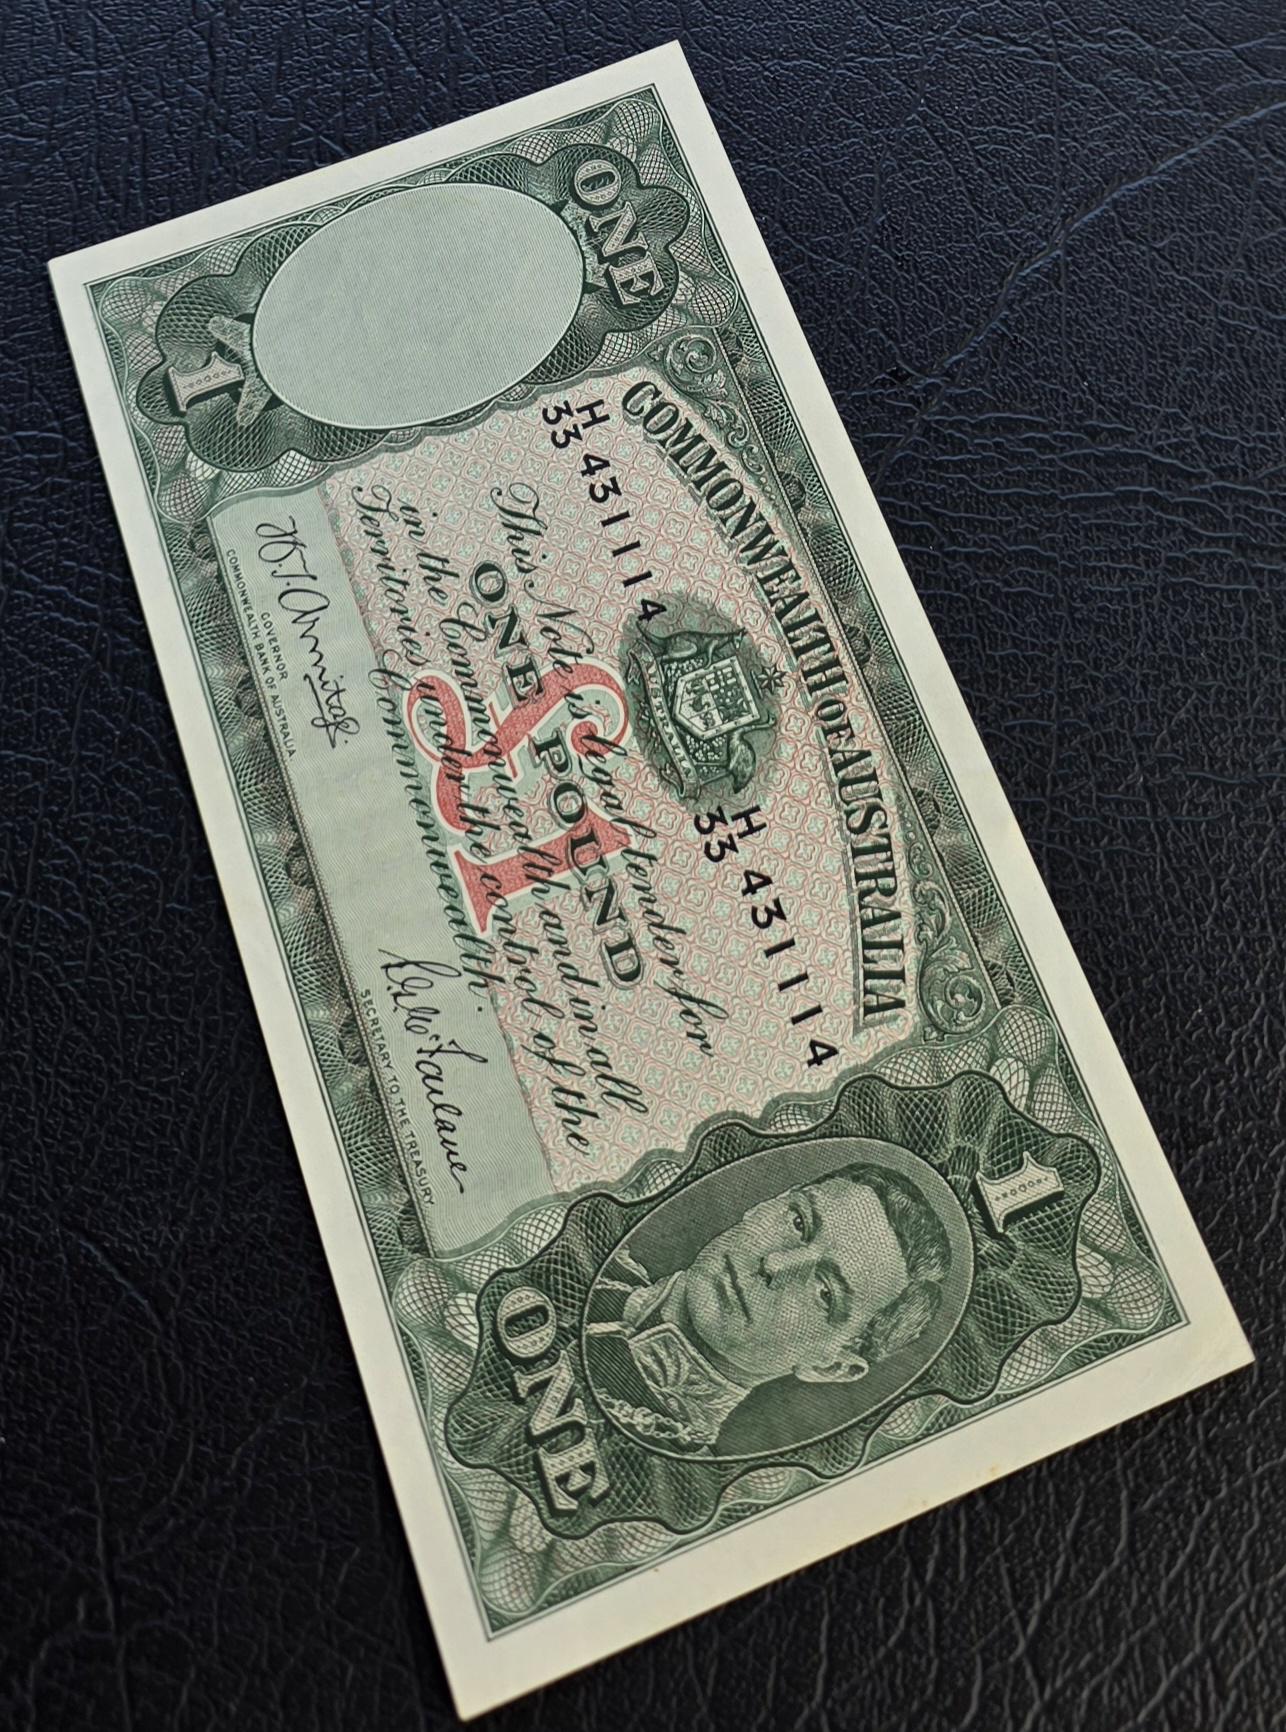 COMMONWEALTH OF AUSTRALIA
H
33 431114
H
33 431114
This Note is legal tender for
ONE POUND
in the Commonwealth and in all
Territories under the control of the
Commonwealth.
£1
H.T. Armitage
GOVERNOR
COMMONWEALTH BANK OF AUSTRALIA
S.G. McFarlane
SECRETARY TO THE TREASURY
ONE
1
1
ONE